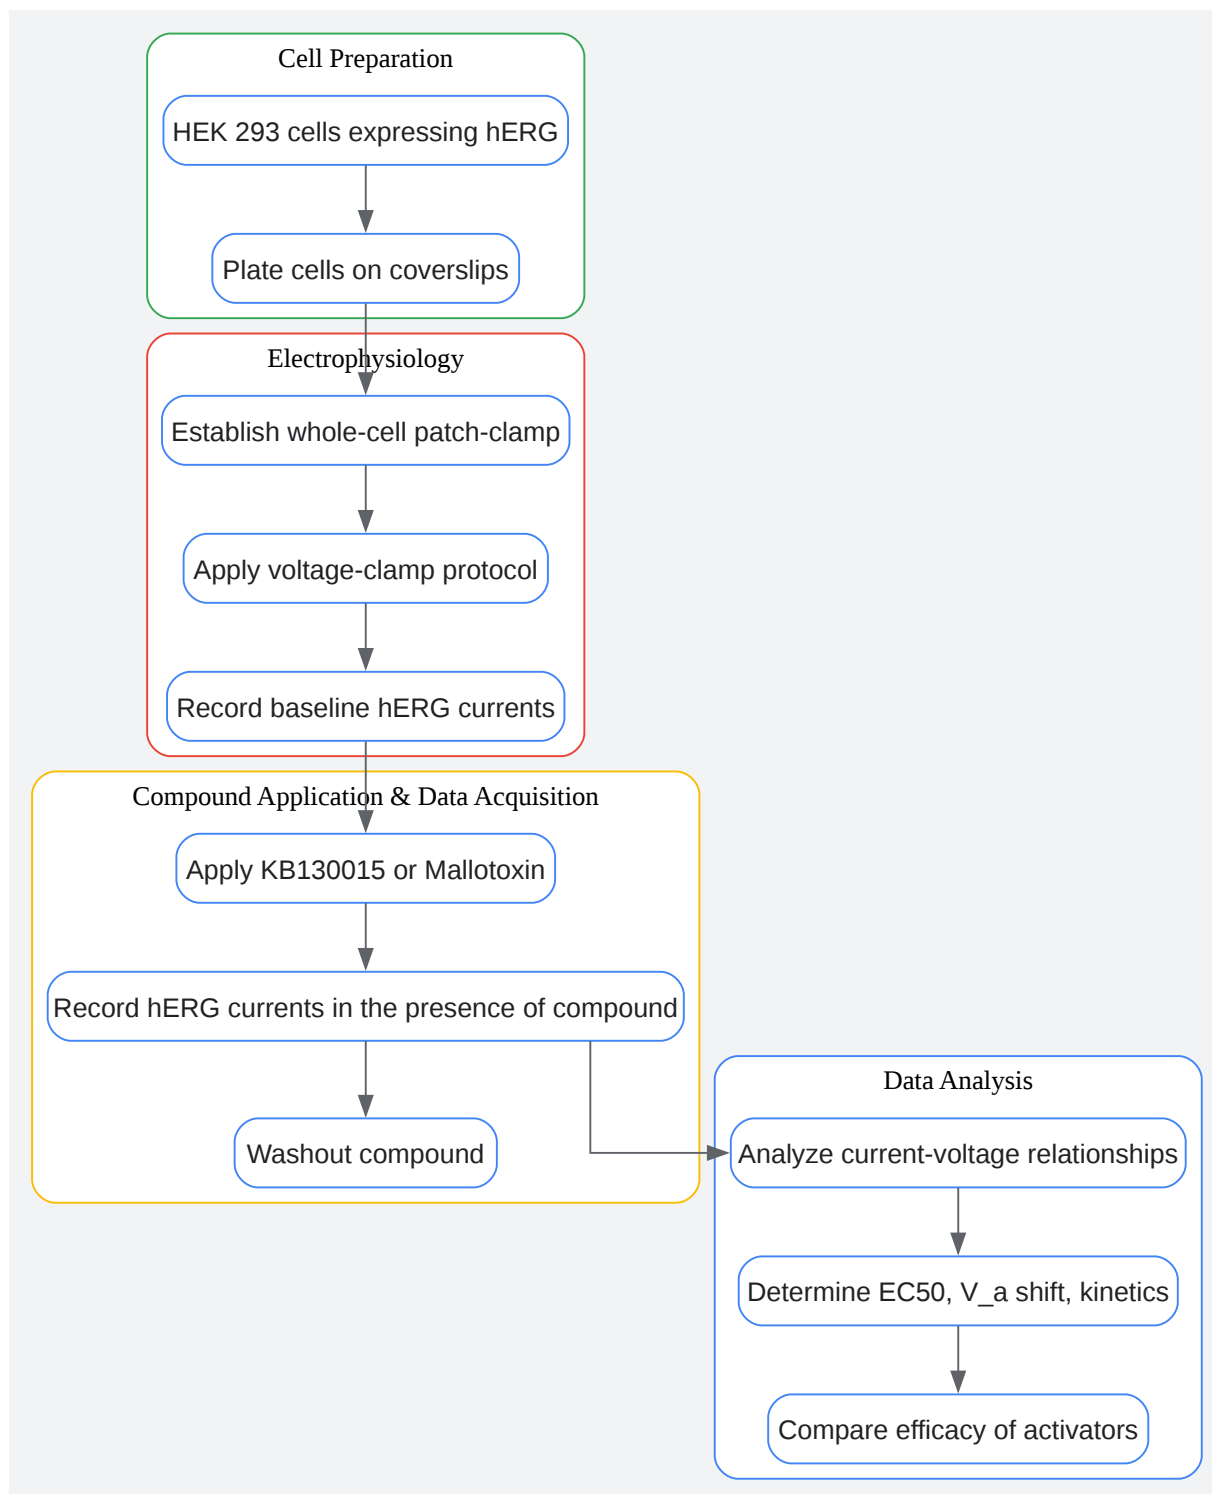 Cell Preparation
HEK 293 cells expressing hERG
Plate cells on coverslips
Electrophysiology
Establish whole-cell patch-clamp
Apply voltage-clamp protocol
Record baseline hERG currents
Compound Application & Data Acquisition
Apply KB130015 or Mallotoxin
Record hERG currents in the presence of compound
Washout compound
Data Analysis
Analyze current-voltage relationships
Determine EC50, V_a shift, kinetics
Compare efficacy of activators